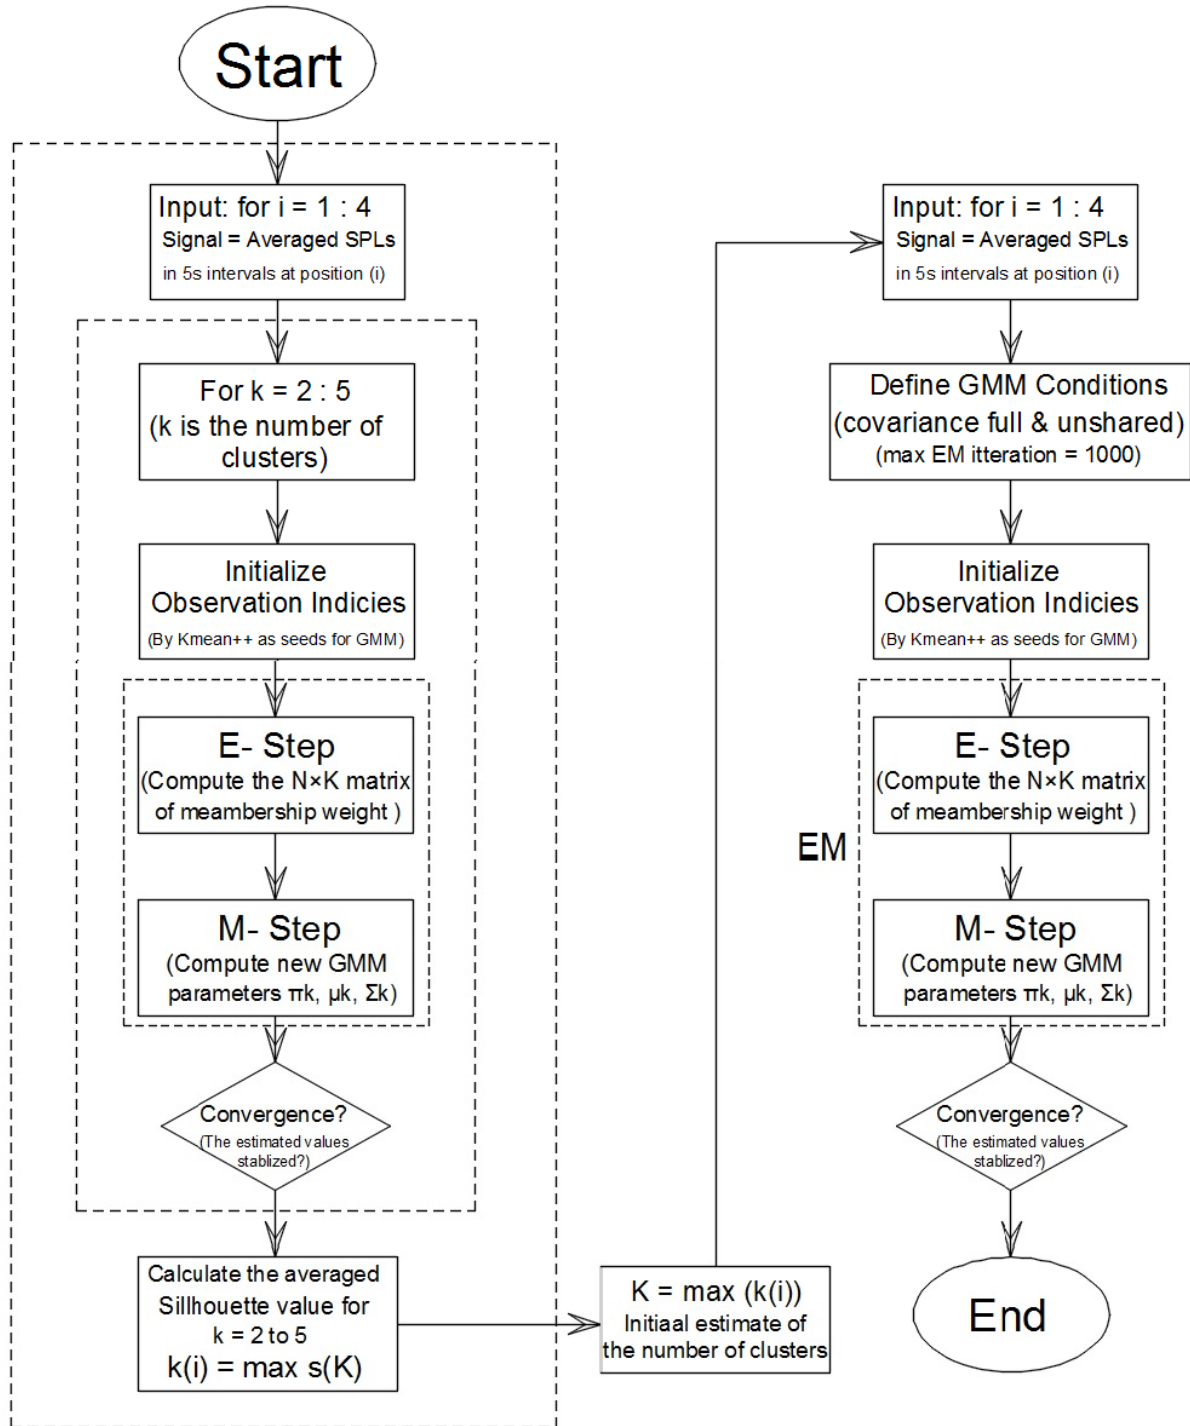 Start
Input: for i = 1 : 4
Signal = Averaged SPLs
in 5s intervals at position (i)
For k = 2 : 5
(k is the number of
clusters)
Initialize
Observation Indicies
(By Kmean++ as seeds for GMM)
E- Step
(Compute the N×K matrix
of meambership weight )
M- Step
(Compute new GMM
parameters πk, μk, Σk)
Convergence?
(The estimated values
stablized?)
Calculate the averaged
Sillhouette value for
k = 2 to 5
k(i) = max s(K)
K = max (k(i))
Initiaal estimate of
the number of clusters
Input: for i = 1 : 4
Signal = Averaged SPLs
in 5s intervals at position (i)
Define GMM Conditions
(covariance full & unshared)
(max EM itteration = 1000)
Initialize
Observation Indicies
(By Kmean++ as seeds for GMM)
EM
E- Step
(Compute the N×K matrix
of meambership weight )
M- Step
(Compute new GMM
parameters πk, μk, Σk)
Convergence?
(The estimated values
stablized?)
End